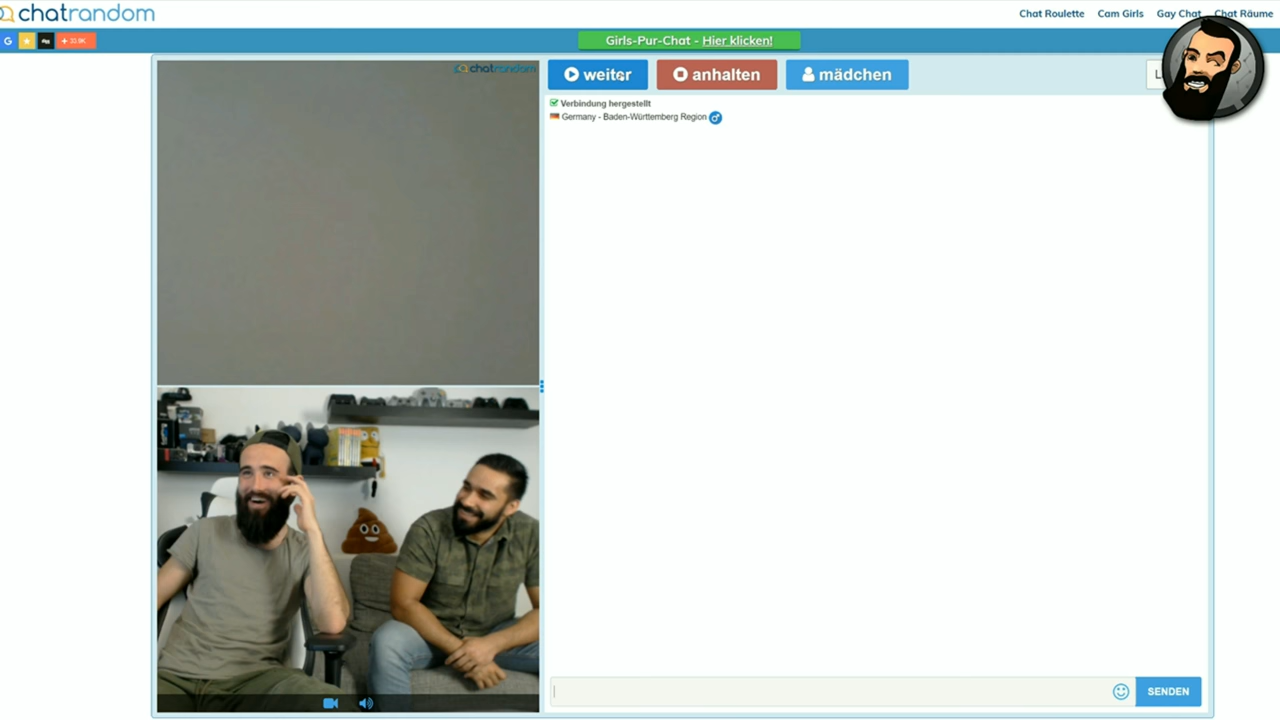 chatrandom
Chat Roulette Cam Girls Gay Chat Chat Räume
Girls-Pur-Chat - Hier klicken!
chatrandom
weiter anhalten mädchen
Verbindung hergestellt
Germany - Baden-Württemberg Region
SENDEN